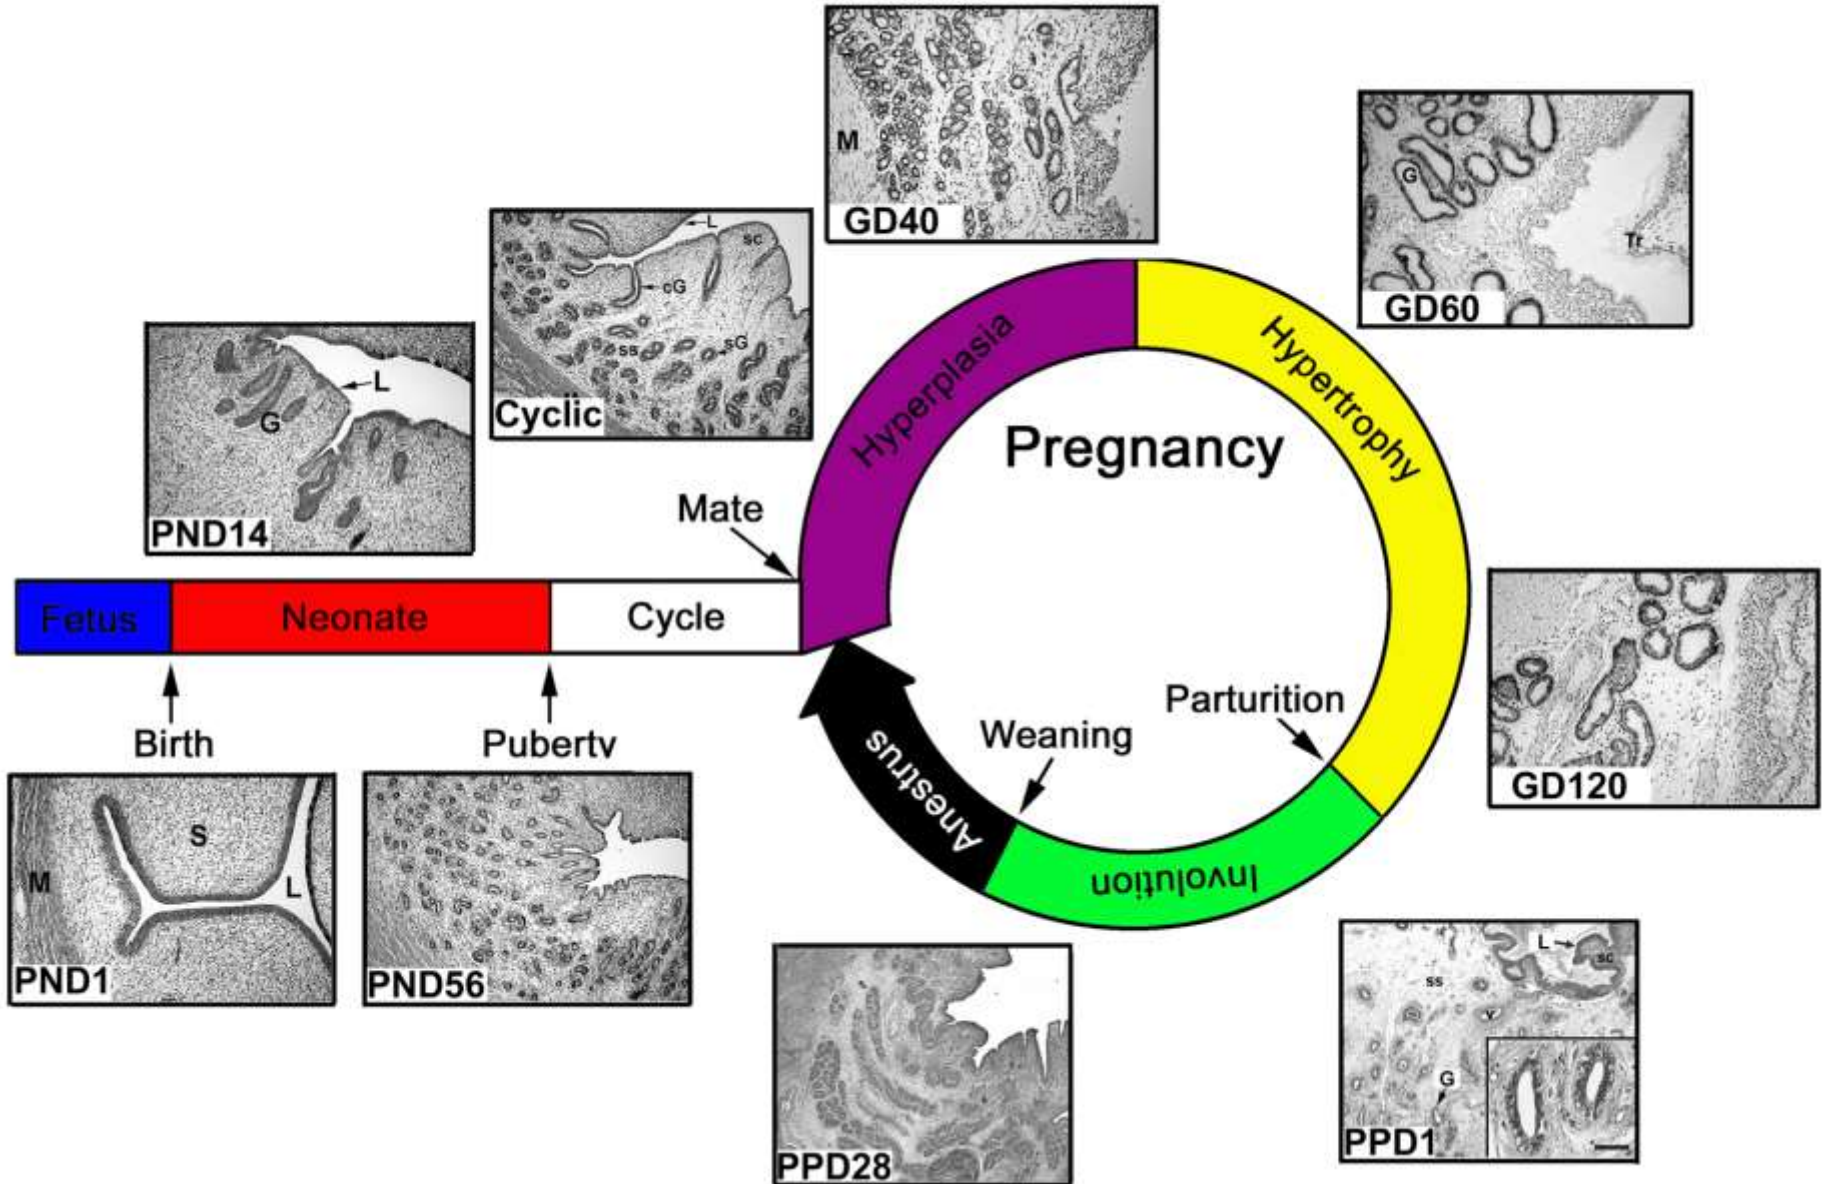 M
GD40
G
Tr
GD60
L
sc
cG
ss
sG
Cyclic
L
G
PND14
Hyperplasia
Hypertrophy
Pregnancy
Mate
Fetus
Neonate
Cycle
Birth
Puberty
Parturition
Weaning
Anestrus
Involution
GD120
S
M
L
PND1
PND56
PPD28
L
sc
ss
V
G
PPD1